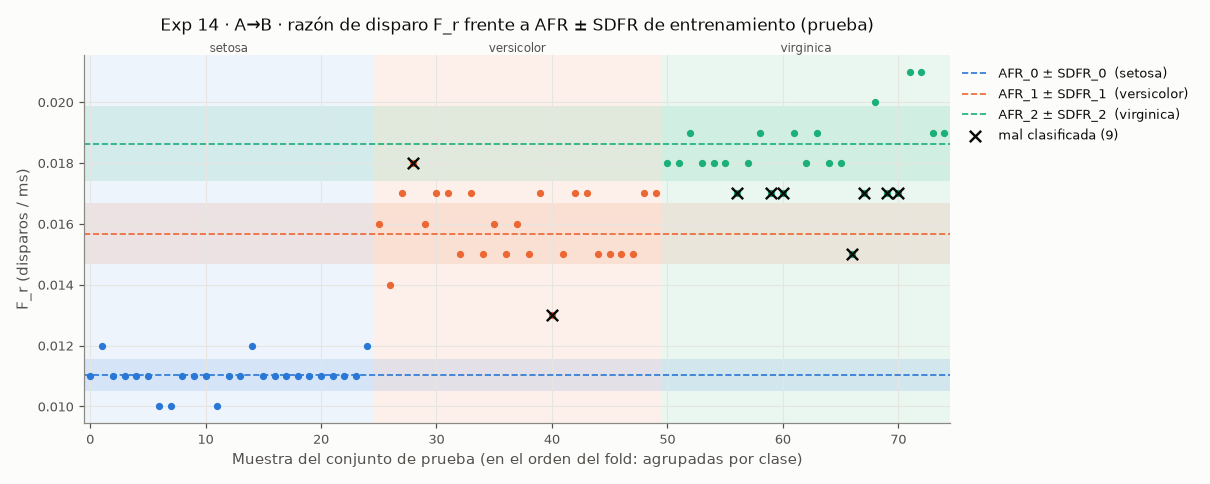 Exp 14 · A→B · razón de disparo F_r frente a AFR ± SDFR de entrenamiento (prueba)
setosa versicolor virginica
AFR_0 ± SDFR_0 (setosa)
AFR_1 ± SDFR_1 (versicolor)
AFR_2 ± SDFR_2 (virginica)
mal clasificada (9)
F_r (disparos / ms)
0.020
0.018
0.016
0.014
0.012
0.010
0 10 20 30 40 50 60 70
Muestra del conjunto de prueba (en el orden del fold: agrupadas por clase)